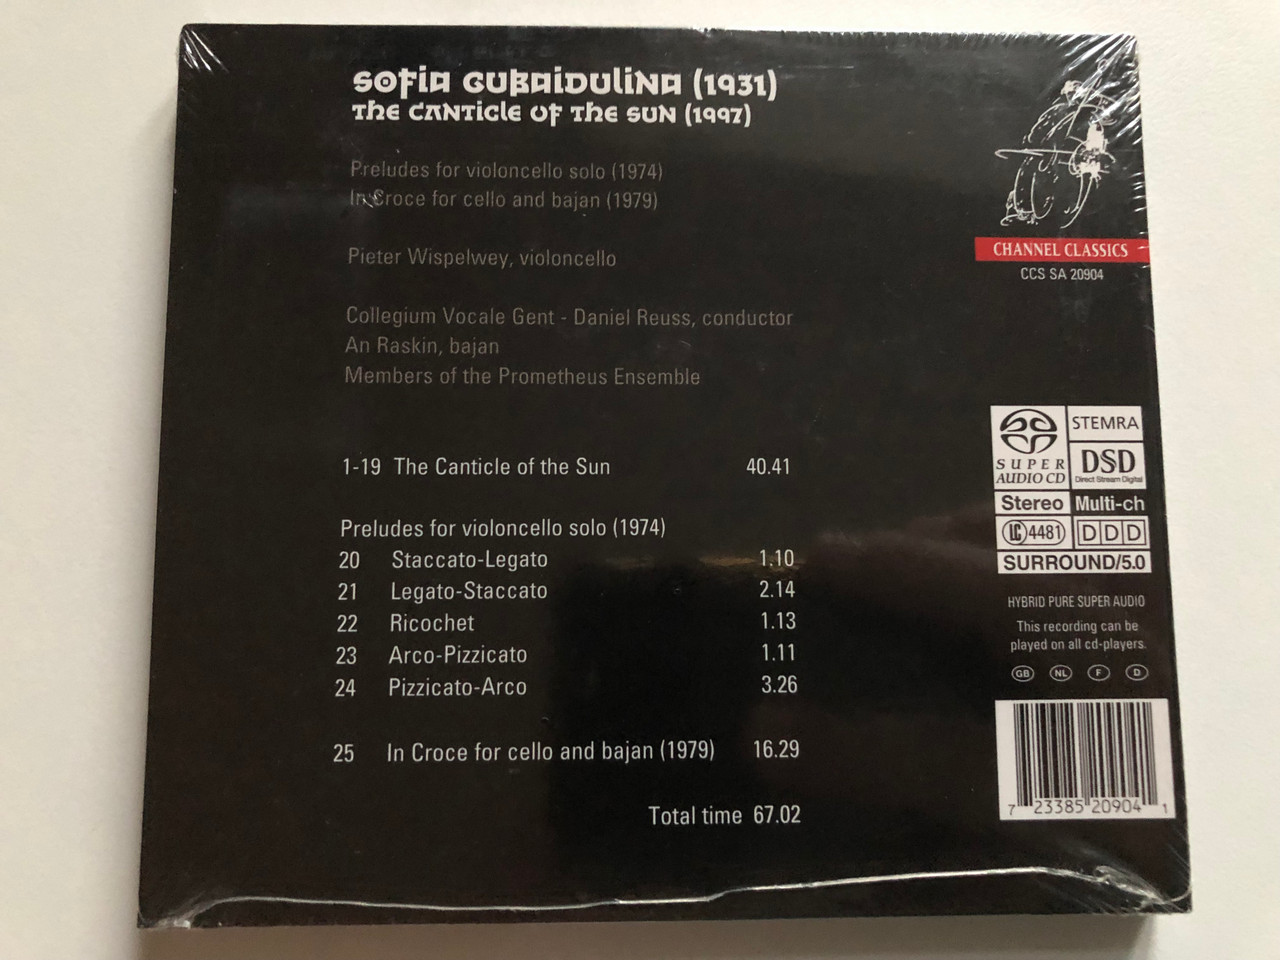 Sofia Gubaidulina (1931)
The Canticle of the Sun (1997)
Preludes for violoncello solo (1974)
In Croce for cello and bajan (1979)
Pieter Wispelwey, violoncello
Collegium Vocale Gent - Daniel Reuss, conductor
An Raskin, bajan
Members of the Prometheus Ensemble
1-19 The Canticle of the Sun 40.41
Preludes for violoncello solo (1974)
20 Staccato-Legato 1.10
21 Legato-Staccato 2.14
22 Ricochet 1.13
23 Arco-Pizzicato 1.11
24 Pizzicato-Arco 3.26
25 In Croce for cello and bajan (1979) 16.29
Total time 67.02
CHANNEL CLASSICS
CCS SA 20904
SUPER
AUDIO CD
STEMRA
DSD
Direct Stream Digital
Stereo Multi-ch
LC 4481 DDD
SURROUND/5.0
HYBRID PURE SUPER AUDIO
This recording can be
played on all cd-players.
GB NL F D
7 23385 20904 1